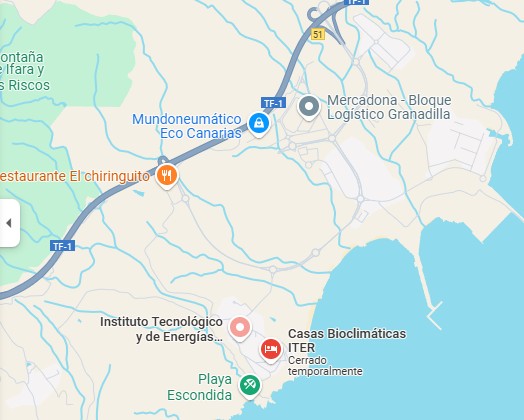 TF-1
51
ontaña
e Ifara y
s Riscos
TF-1
Mercadona - Bloque
Logístico Granadilla
Mundoneumático
Eco Canarias
estaurante El chiringuito
TF-1
Instituto Tecnológico
y de Energías...
Casas Bioclimáticas
ITER
Cerrado
temporalmente
Playa
Escondida